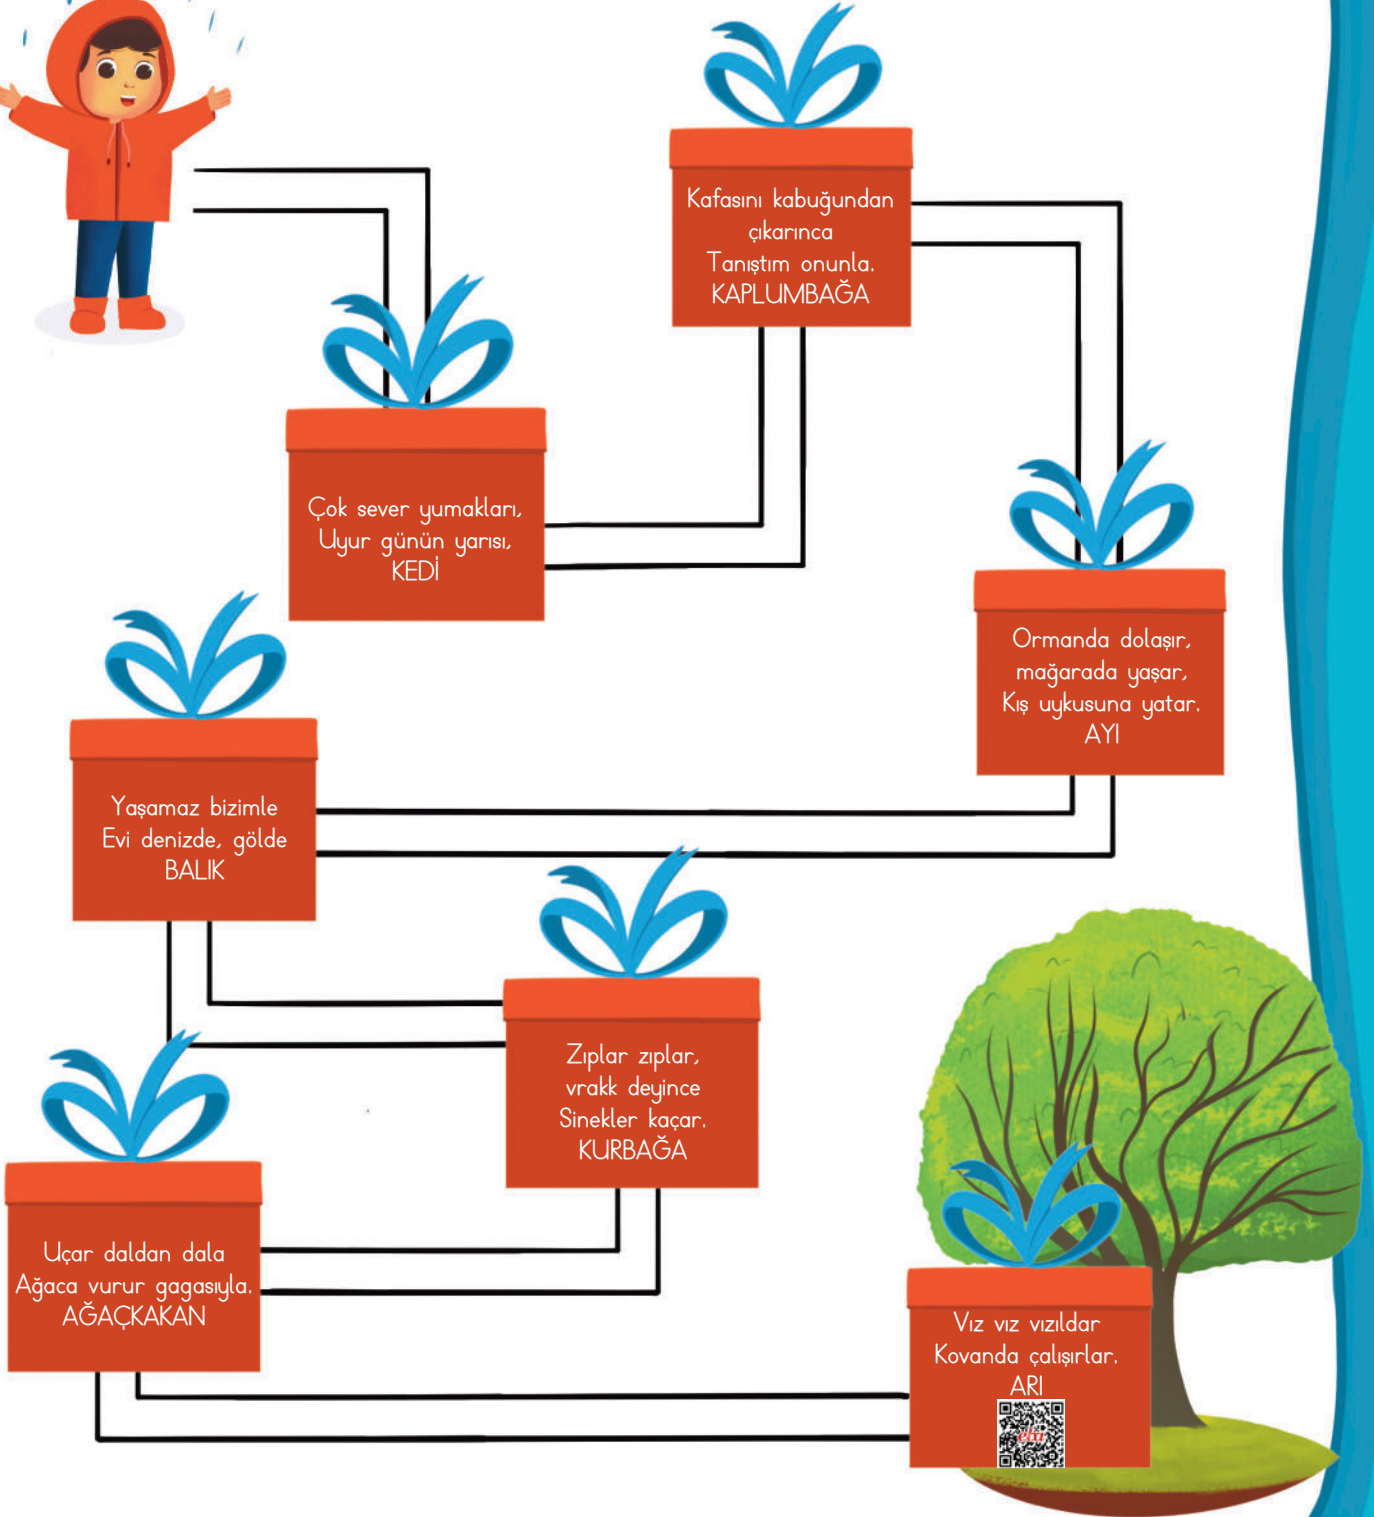 Kafasını kabuğundan
çıkarınca
Tanıştım onunla.
KAPLUMBAĞA
Çok sever yumakları,
Uyur günün yarısı,
KEDİ
Ormanda dolaşır,
mağarada yaşar,
Kış uykusuna yatar.
AYI
Yaşamaz bizimle
Evi denizde, gölde
BALIK
Zıplar zıplar,
vrakk deyince
Sinekler kaçar.
KURBAĞA
Uçar daldan dala
Ağaca vurur gagasıyla.
AĞAÇKAKAN
Vız vız vızıldar
Kovanda çalışırlar.
ARI
eba